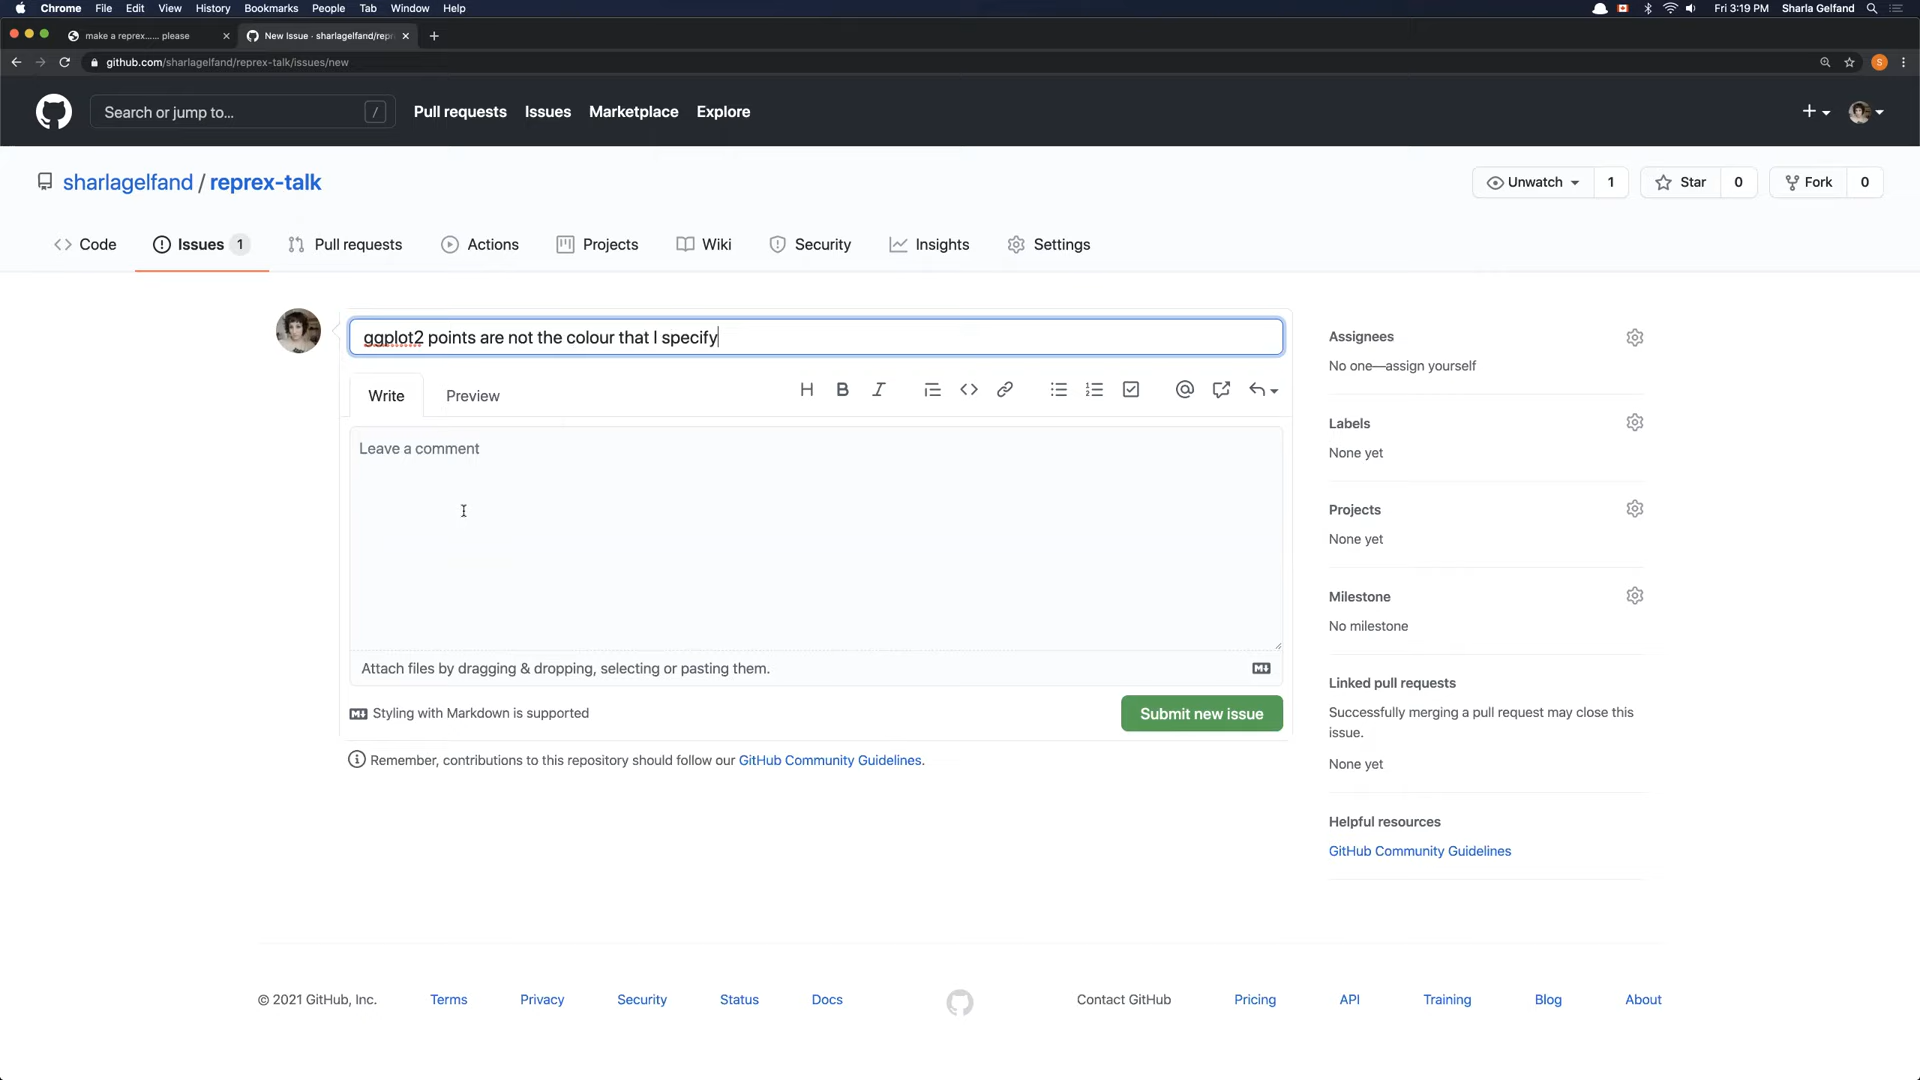 Chrome File Edit View History Bookmarks People Tab Window Help Fri 3:19 PM Sharla Gelfand
make a reprex...... please
New Issue · sharlagelfand/repr
github.com/sharlagelfand/reprex-talk/issues/new
S
Search or jump to... / Pull requests Issues Marketplace Explore
sharlagelfand / reprex-talk
Unwatch 1 Star 0 Fork 0
Code Issues 1 Pull requests Actions Projects Wiki Security Insights Settings
ggplot2 points are not the colour that I specify
Write Preview
Leave a comment
Attach files by dragging & dropping, selecting or pasting them.
Styling with Markdown is supported
Submit new issue
Remember, contributions to this repository should follow our GitHub Community Guidelines.
Assignees
No one—assign yourself
Labels
None yet
Projects
None yet
Milestone
No milestone
Linked pull requests
Successfully merging a pull request may close this
issue.
None yet
Helpful resources
GitHub Community Guidelines
© 2021 GitHub, Inc. Terms Privacy Security Status Docs Contact GitHub Pricing API Training Blog About